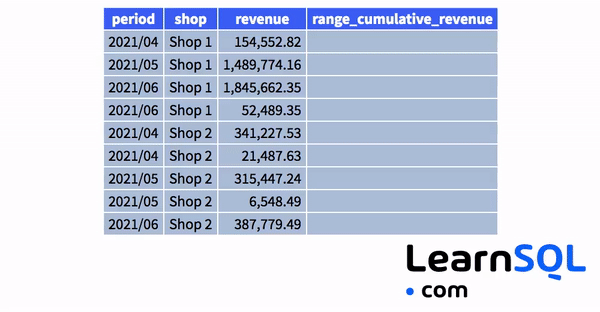 period shop revenue range_cumulative_revenue
2021/04 Shop 1 154,552.82
2021/05 Shop 1 1,489,774.16
2021/06 Shop 1 1,845,662.35
2021/06 Shop 1 52,489.35
2021/04 Shop 2 341,227.53
2021/04 Shop 2 21,487.63
2021/05 Shop 2 315,447.24
2021/05 Shop 2 6,548.49
2021/06 Shop 2 387,779.49
LearnSQL
.com